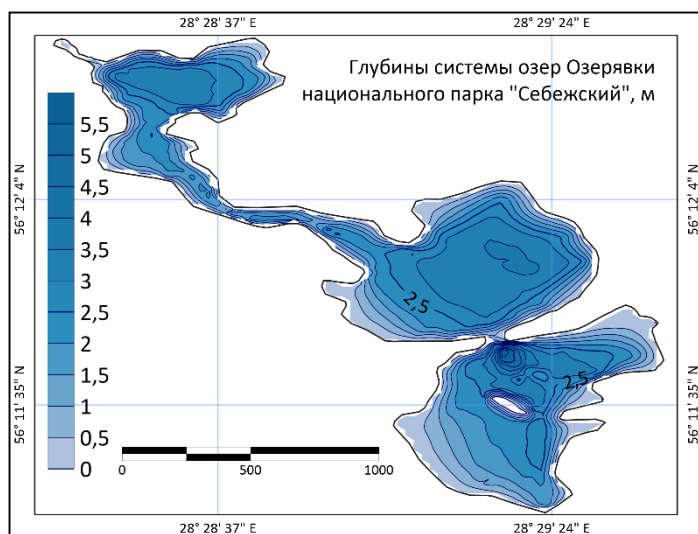 28° 28' 37" E
28° 29' 24" E
Глубины системы озер Озерявки
национального парка "Себежский", м
5,5
5
4,5
4
3,5
3
2,5
2
1,5
1
0,5
0
56° 12' 4" N
56° 12' 4" N
2,5
2,5
56° 11' 35" N
56° 11' 35" N
0
500
1000
28° 28' 37" E
28° 29' 24" E